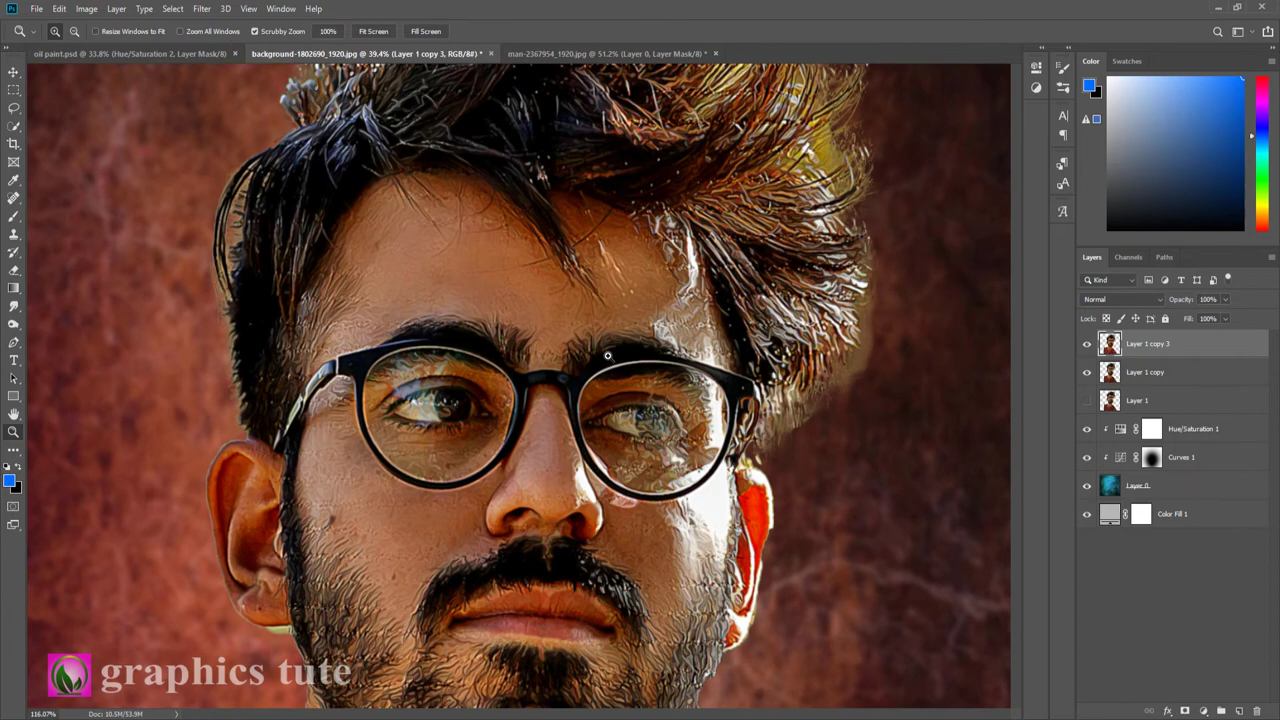 Ps File Edit Image Layer Type Select Filter 3D View Window Help
Resize Windows to Fit Zoom All Windows Scrubby Zoom 100% Fit Screen Fill Screen
oil paint.psd @ 33.8% (Hue/Saturation 2, Layer Mask/8) × background-1802690_1920.jpg @ 39.4% (Layer 1 copy 3, RGB/8#) * × man-2367954_1920.jpg @ 51.2% (Layer 0, Layer Mask/8) * ×
Color Swatches
Layers Channels Paths
Kind
Normal Opacity: 100%
Lock: Fill: 100%
Layer 1 copy 3
Layer 1 copy
Layer 1
Hue/Saturation 1
Curves 1
Layer 0
Color Fill 1
graphics tute
116.07% Doc: 10.5M/53.9M